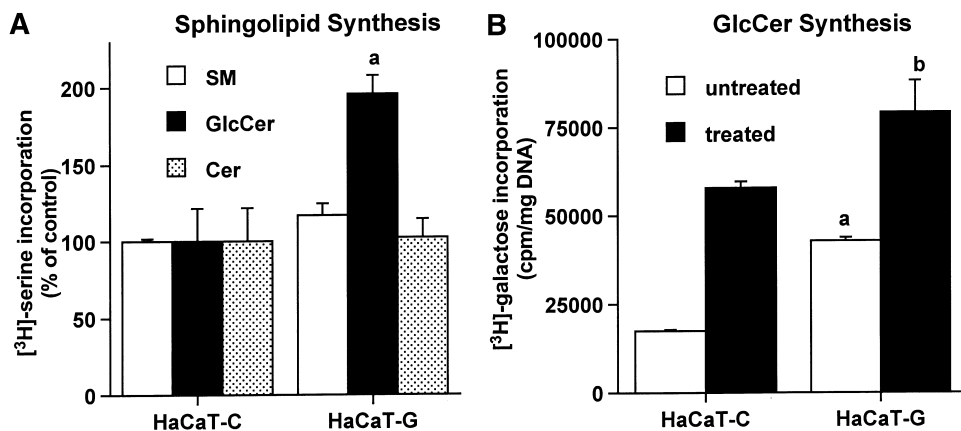 A
Sphingolipid Synthesis
[³H]-serine incorporation
(% of control)
200
150
100
50
0
SM
GlcCer
Cer
a
HaCaT-C
HaCaT-G
B
GlcCer Synthesis
[³H]-galactose incorporation
(cpm/mg DNA)
100000
75000
50000
25000
0
untreated
treated
a
b
HaCaT-C
HaCaT-G